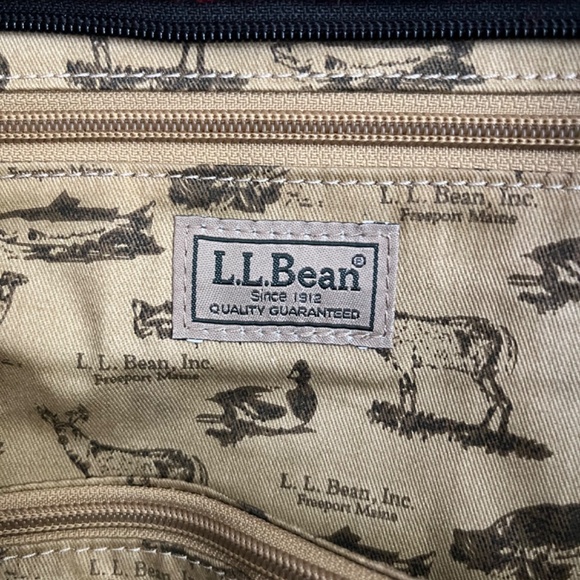 L. L. Bean, Inc.
Freeport Maine
L.L.Bean®
Since 1912
QUALITY GUARANTEED
L. L. Bean, Inc.
Freeport Maine
L. L. Bean, Inc.
Freeport Maine